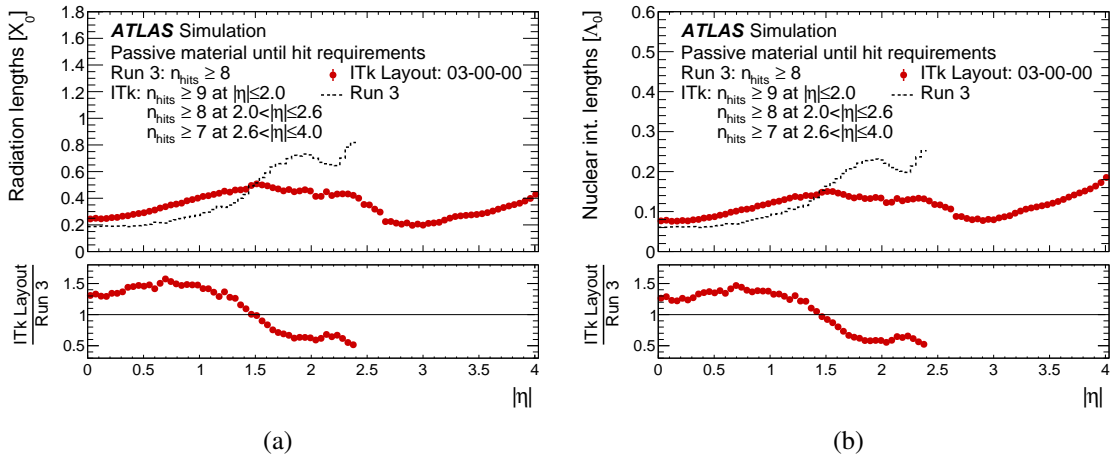 Radiation lengths [X₀]
1.8
1.6
1.4
1.2
1
0.8
0.6
0.4
0.2
0
ATLAS Simulation
Passive material until hit requirements
Run 3: n_hits ≥ 8
ITk: n_hits ≥ 9 at |η|≤2.0
n_hits ≥ 8 at 2.0<|η|≤2.6
n_hits ≥ 7 at 2.6<|η|≤4.0
ITk Layout: 03-00-00
Run 3
ITk Layout
Run 3
1.5
1
0.5
0 0.5 1 1.5 2 2.5 3 3.5 4
|η|
(a)
Nuclear int. lengths [Λ₀]
0.6
0.5
0.4
0.3
0.2
0.1
0
ATLAS Simulation
Passive material until hit requirements
Run 3: n_hits ≥ 8
ITk: n_hits ≥ 9 at |η|≤2.0
n_hits ≥ 8 at 2.0<|η|≤2.6
n_hits ≥ 7 at 2.6<|η|≤4.0
ITk Layout: 03-00-00
Run 3
ITk Layout
Run 3
1.5
1
0.5
0 0.5 1 1.5 2 2.5 3 3.5 4
|η|
(b)